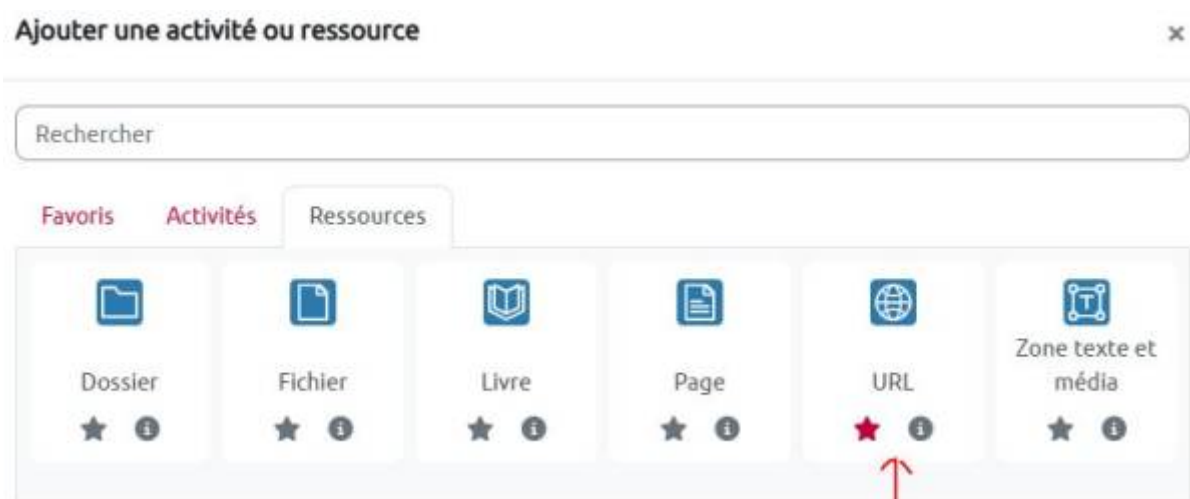 Ajouter une activité ou ressource
Rechercher
Favoris Activités Ressources
Dossier Fichier Livre Page URL Zone texte et
média